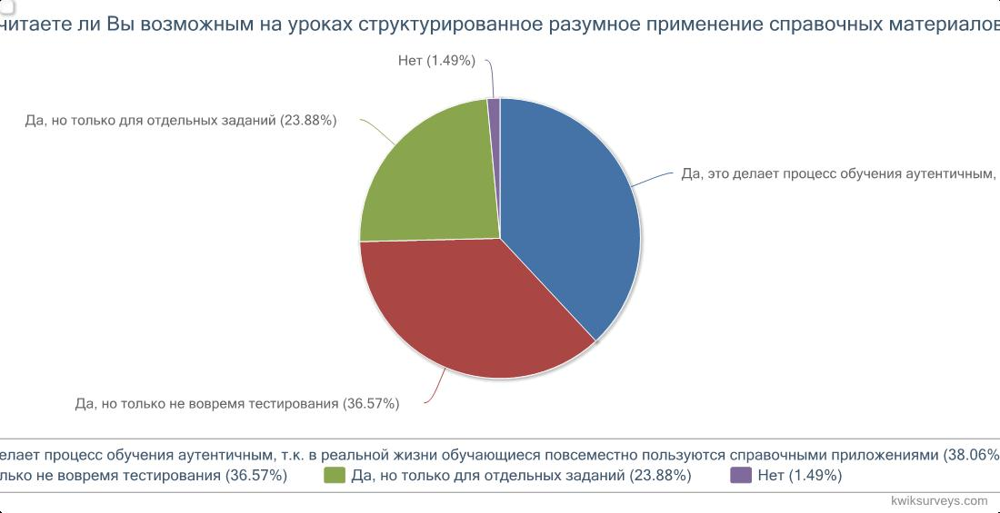 читаете ли Вы возможным на уроках структурированное разумное применение справочных материалов
Нет (1.49%)
Да, но только для отдельных заданий (23.88%)
Да, это делает процесс обучения аутентичным,
Да, но только не вовремя тестирования (36.57%)
елает процесс обучения аутентичным, т.к. в реальной жизни обучающиеся повсеместно пользуются справочными приложениями (38.06%
лько не вовремя тестирования (36.57%) Да, но только для отдельных заданий (23.88%) Нет (1.49%)
kwiksurveys.com